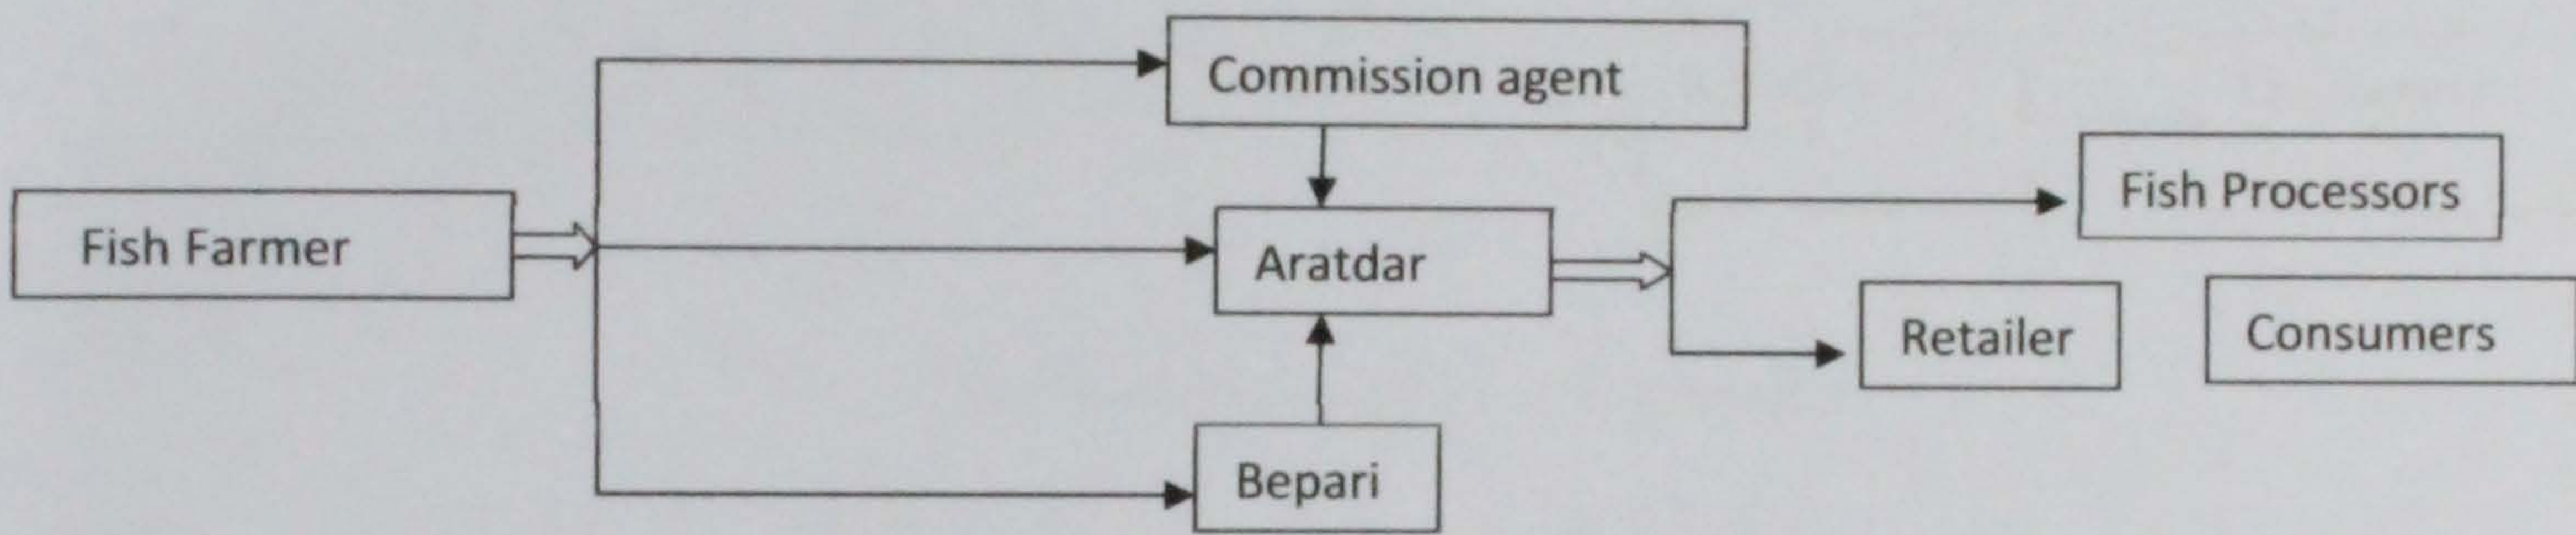 Commission agent
Fish Processors
Fish Farmer
Aratdar
Retailer
Consumers
Bepari